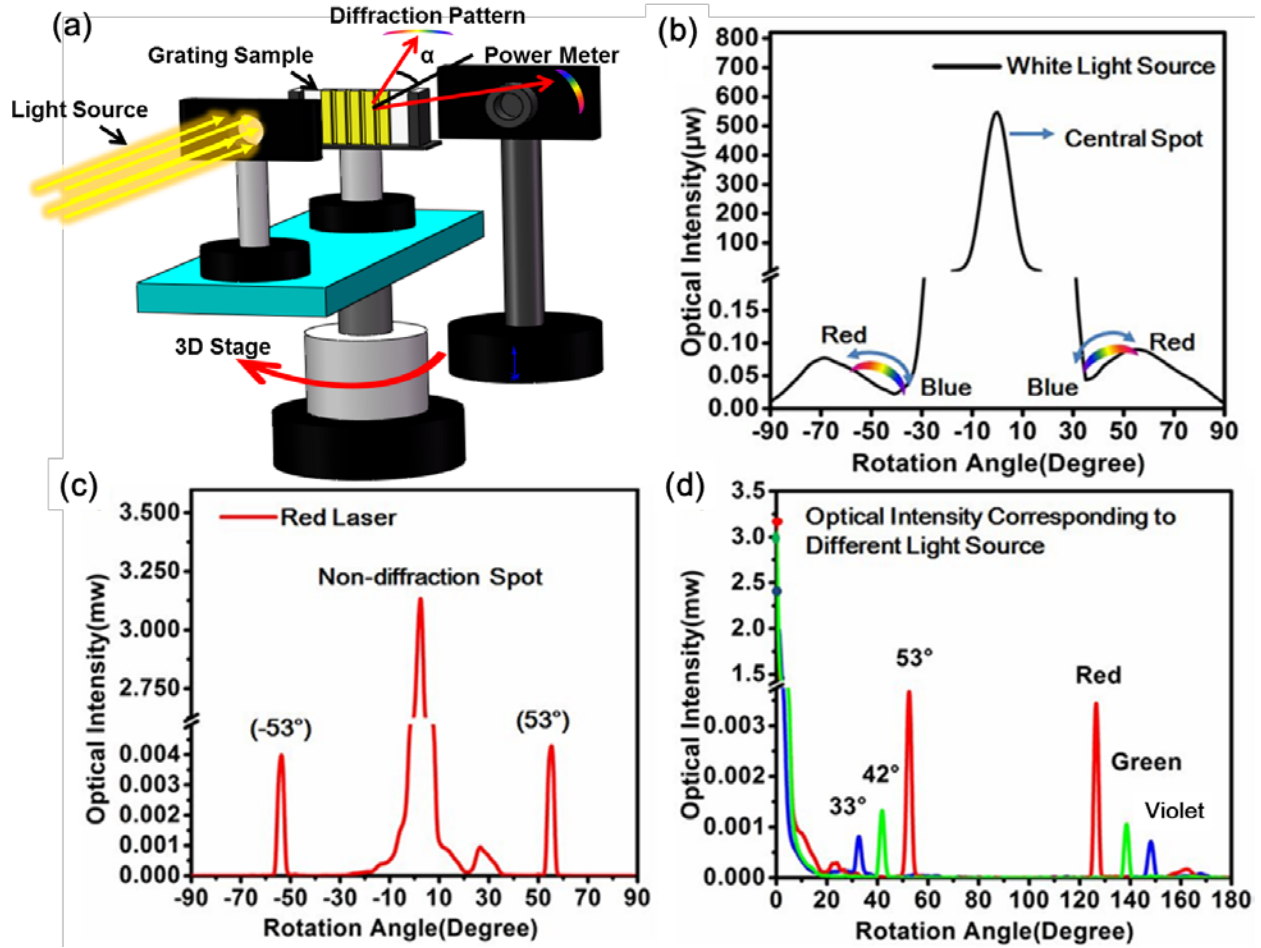 (a)
Diffraction Pattern
α
Grating Sample
Power Meter
Light Source
3D Stage
(b)
800
700
600
500
400
300
200
100
0.15
0.10
0.05
0.00
Optical Intensity(μw)
White Light Source
Central Spot
Red
Blue
Blue
Red
-90 -70 -50 -30 -10 10 30 50 70 90
Rotation Angle(Degree)
(c)
3.500
3.250
3.000
2.750
0.004
0.003
0.002
0.001
0.000
Optical Intensity(mw)
Red Laser
Non-diffraction Spot
(-53°)
(53°)
-90 -70 -50 -30 -10 10 30 50 70 90
Rotation Angle(Degree)
(d)
3.5
3.0
2.5
2.0
1.5
0.003
0.002
0.001
0.000
Optical Intensity(mw)
Optical Intensity Corresponding to
Different Light Source
53°
42°
33°
Red
Green
Violet
0 20 40 60 80 100 120 140 160 180
Rotation Angle(Degree)